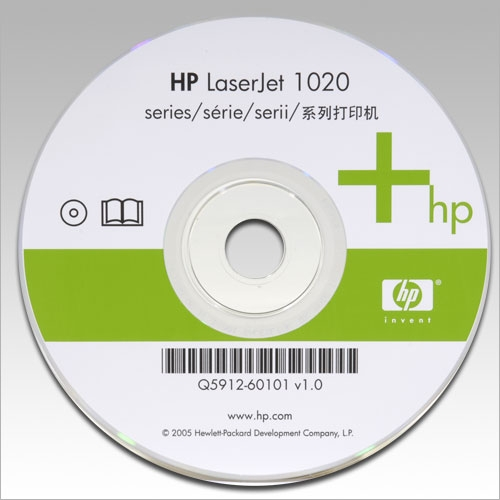 HP LaserJet 1020
series/série/serii/系列打印机
+hp
hp
®
invent
Q5912-60101 v1.0
www.hp.com
© 2005 Hewlett-Packard Development Company, L.P.